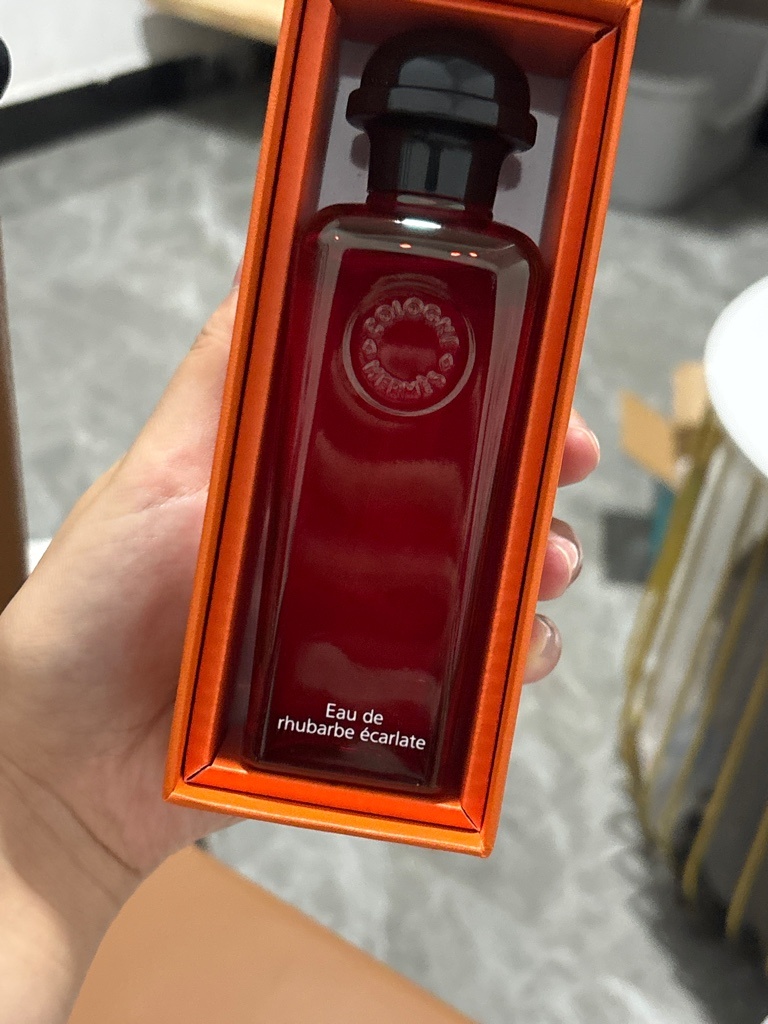 COLOGNE
D HERMÈS D
Eau de
rhubarbe écarlate